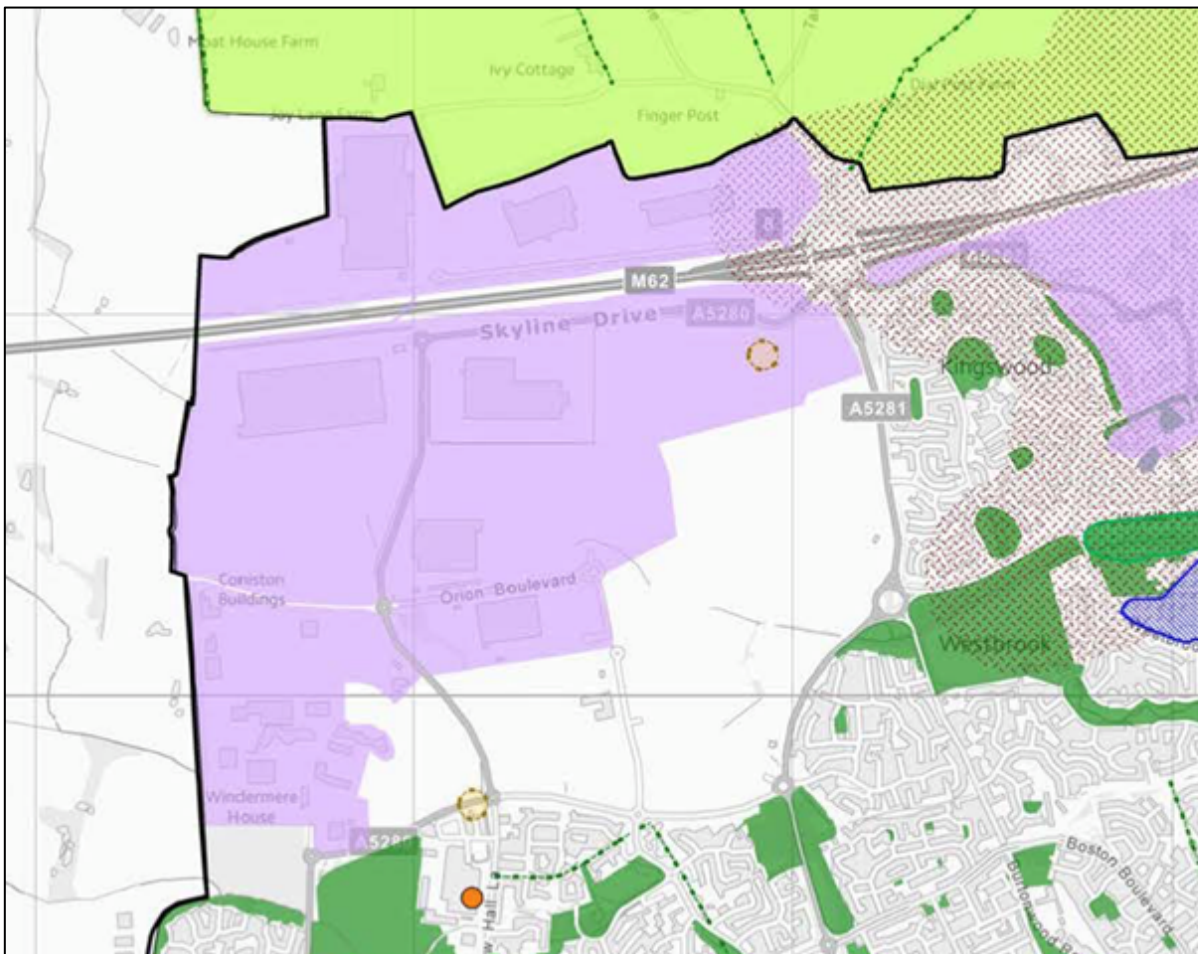 Moat House Farm
Ivy Cottage
Joy Lane Farm
Finger Post
M62
Skyline Drive
A5280
Kingswood
A5281
Coniston
Buildings
Orion Boulevard
Westbrook
Windermere
House
A5280
Boston Boulevard